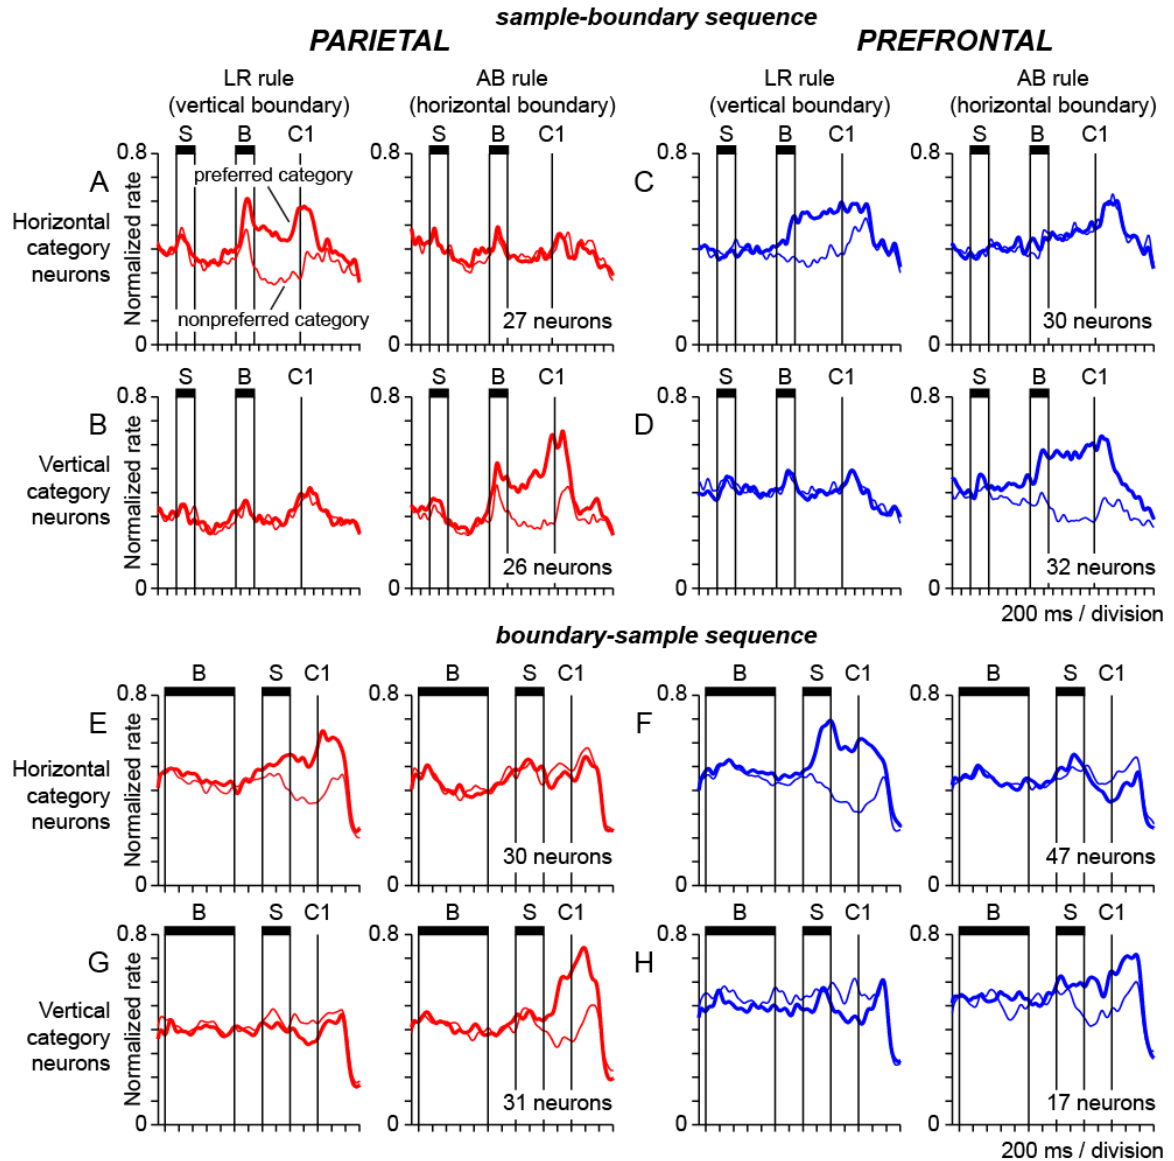 sample-boundary sequence
PARIETAL PREFRONTAL
LR rule AB rule LR rule AB rule
(vertical boundary) (horizontal boundary) (vertical boundary) (horizontal boundary)
S B C1 S B C1 S B C1 S B C1
0.8 0.8 0.8 0.8
A C
preferred category
Horizontal
category
neurons
Normalized rate
nonpreferred category
27 neurons 30 neurons
0 0 0 0
S B C1 S B C1 S B C1 S B C1
0.8 0.8 0.8 0.8
B D
Vertical
category
neurons
Normalized rate
26 neurons 32 neurons
0 0 0 0
200 ms / division
boundary-sample sequence
B S C1 B S C1 B S C1 B S C1
0.8 0.8 0.8 0.8
E F
Horizontal
category
neurons
Normalized rate
30 neurons 47 neurons
0 0 0 0
B S C1 B S C1 B S C1 B S C1
0.8 0.8 0.8 0.8
G H
Vertical
category
neurons
Normalized rate
31 neurons 17 neurons
0 0 0 0
200 ms / division